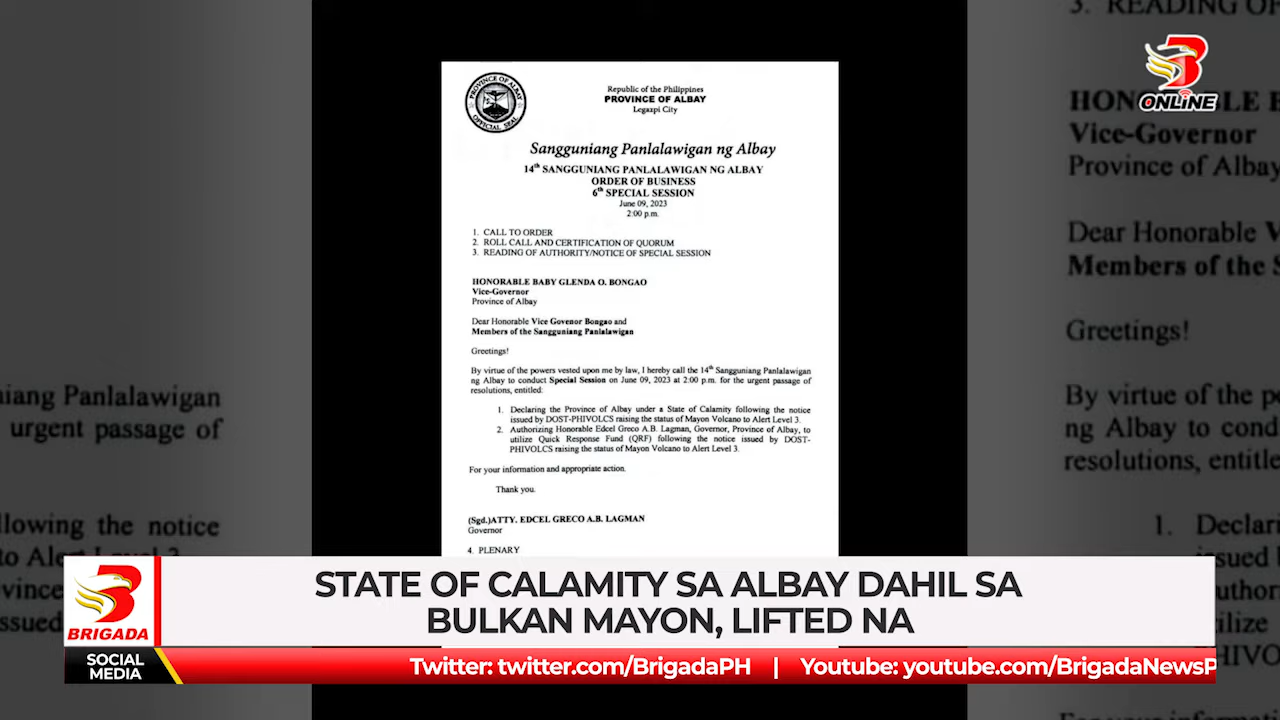 Republic of the Philippines
PROVINCE OF ALBAY
Legazpi City
PROVINCE OF ALBAY
OFFICIAL SEAL
Sangguniang Panlalawigan ng Albay
14th SANGGUNIANG PANLALAWIGAN NG ALBAY
ORDER OF BUSINESS
6th SPECIAL SESSION
June 09, 2023
2:00 p.m.
1. CALL TO ORDER
2. ROLL CALL AND CERTIFICATION OF QUORUM
3. READING OF AUTHORITY/NOTICE OF SPECIAL SESSION
HONORABLE BABY GLENDA O. BONGAO
Vice-Governor
Province of Albay
Dear Honorable Vice Govenor Bongao and
Members of the Sangguniang Panlalawigan
Greetings!
By virtue of the powers vested upon me by law, I hereby call the 14th Sangguniang Panlalawigan
ng Albay to conduct Special Session on June 09, 2023 at 2:00 p.m. for the urgent passage of
resolutions, entitled:
1. Declaring the Province of Albay under a State of Calamity following the notice
issued by DOST-PHIVOLCS raising the status of Mayon Volcano to Alert Level 3.
2. Authorizing Honorable Edcel Greco A.B. Lagman, Governor, Province of Albay, to
utilize Quick Response Fund (QRF) following the notice issued by DOST-
PHIVOLCS raising the status of Mayon Volcano to Alert Level 3.
For your information and appropriate action.
Thank you.
(Sgd.)ATTY. EDCEL GRECO A.B. LAGMAN
Governor
4. PLENARY
B
ONLINE
iang Panlalawigan
urgent passage of
llowing the notice
3. READING OF
Vice-Governor
Province of Albay
Dear Honorable V
Members of the S
Greetings!
By virtue of the po
ng Albay to cond
resolutions, entitle
1. Declari
issued
BRIGADA
STATE OF CALAMITY SA ALBAY DAHIL SA
BULKAN MAYON, LIFTED NA
SOCIAL
MEDIA
Twitter: twitter.com/BrigadaPH | Youtube: youtube.com/BrigadaNewsP